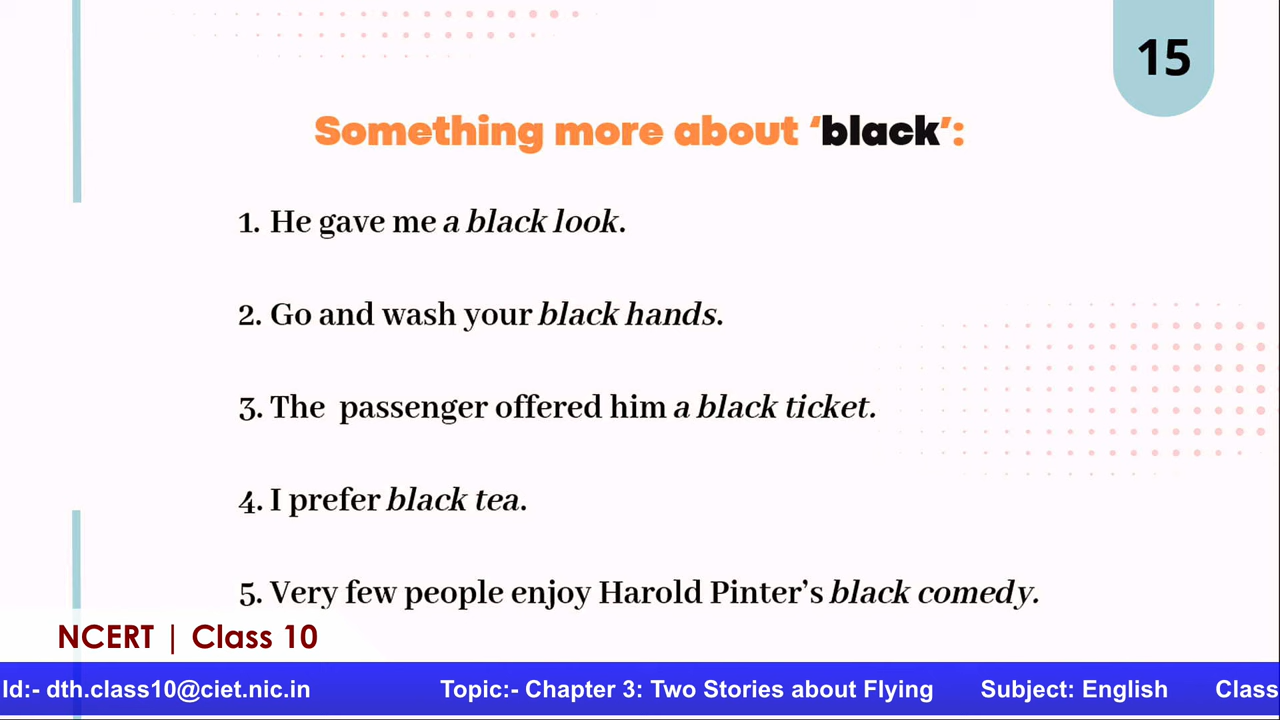 15
Something more about ‘black’:
1. He gave me a black look.
2. Go and wash your black hands.
3. The passenger offered him a black ticket.
4. I prefer black tea.
5. Very few people enjoy Harold Pinter’s black comedy.
NCERT | Class 10
Id:- dth.class10@ciet.nic.in Topic:- Chapter 3: Two Stories about Flying Subject: English Class